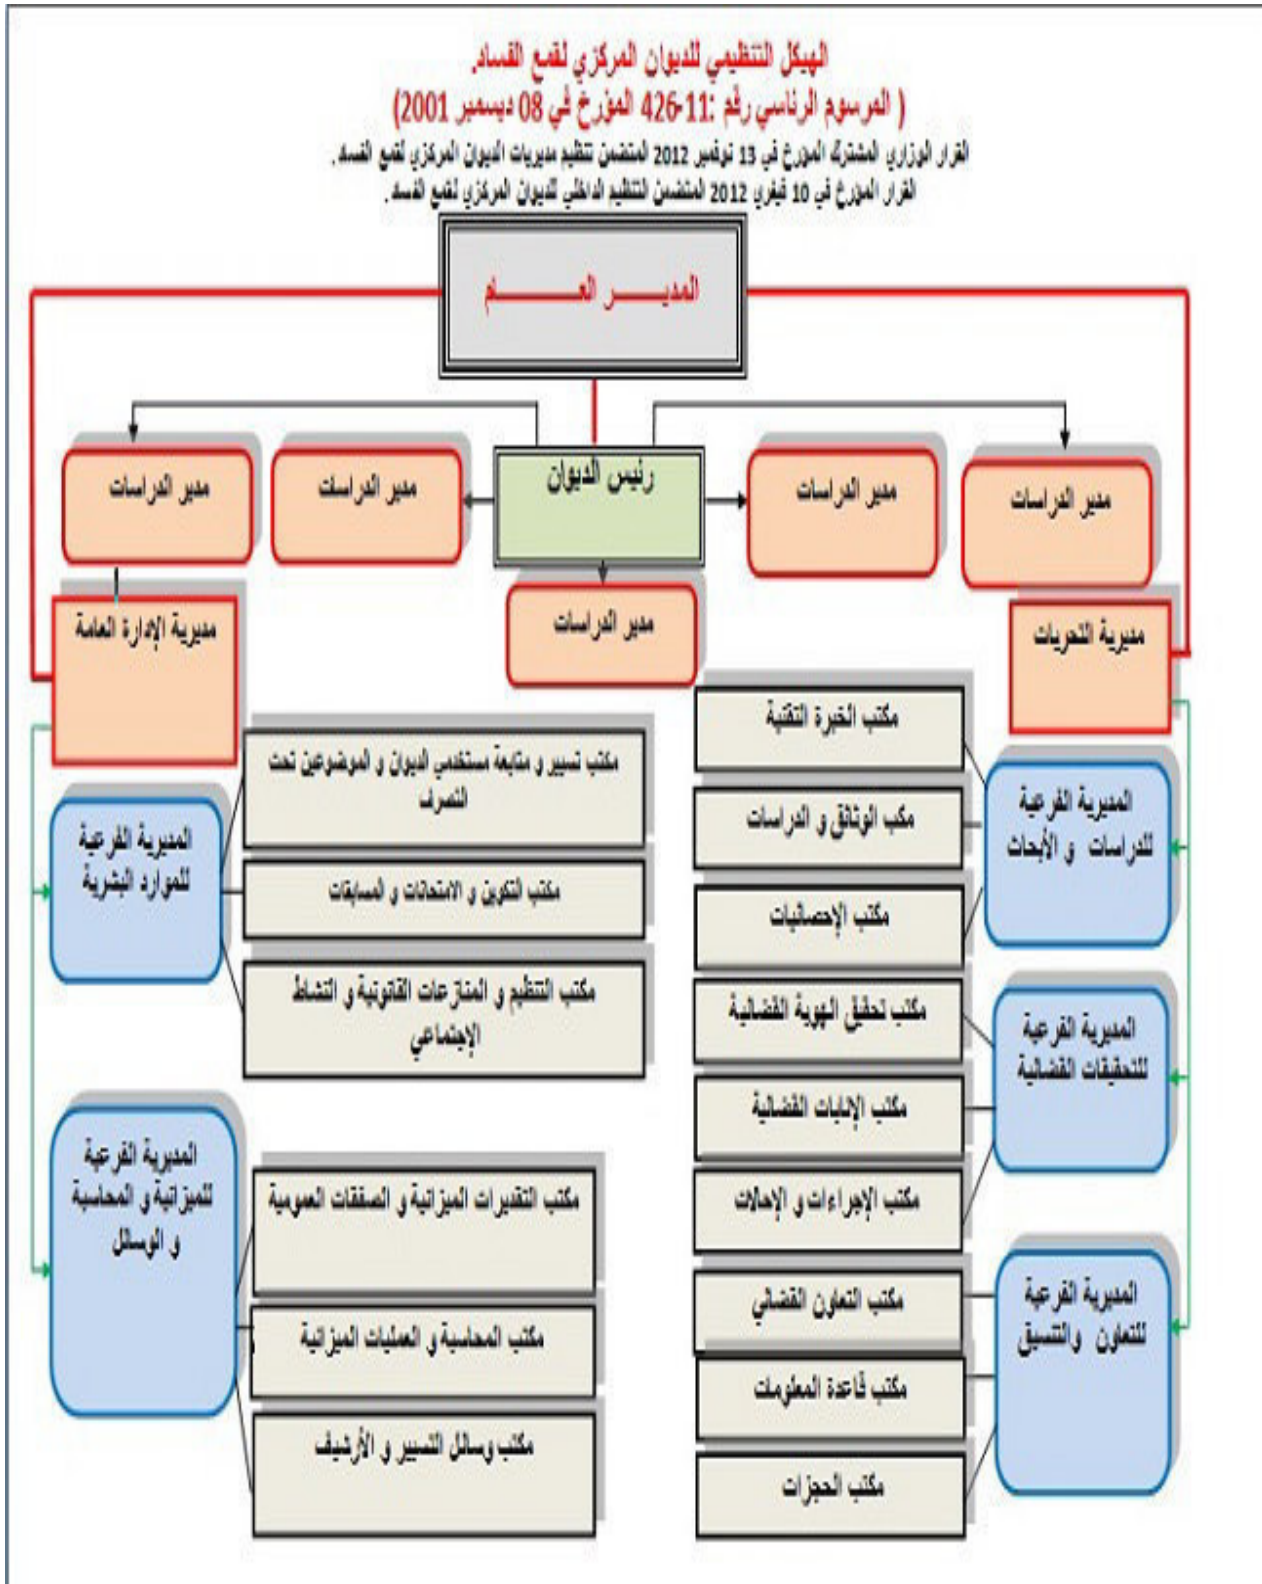 الهيكل التنظيمي للديوان المركزي لقمع الفساد.
( المرسوم الرئاسي رقم :11-426 المؤرخ في 08 ديسمبر 2001)
القرار الوزاري المشترك المؤرخ في 13 نوفمبر 2012 المتضمن تنظيم مديريات الديوان المركزي لقمع الفساد.
القرار المؤرخ في 10 فيفري 2012 المتضمن التنظيم الداخلي للديوان المركزي لقمع الفساد.
المديـــــر العـــــــام
مدير الدراسات
مدير الدراسات
رئيس الديوان
مدير الدراسات
مدير الدراسات
مدير الدراسات
مديرية التحريات
مكتب الخبرة التقنية
المديرية الفرعية
للدراسات و الأبحاث
مكب الوثائق و الدراسات
مكتب الإحصائيات
مكتب تحقيق الهوية القضائية
المديرية الفرعية
للتحقيقات القضائية
مكتب الإنابات القضائية
مكتب الإجراءات و الإحالات
مكتب التعاون القضائي
المديرية الفرعية
للتعاون والتنسيق
مكتب قاعدة المعلومات
مكتب الحجزات
مديرية الإدارة العامة
مكتب تسيير و متابعة مستخدمي الديوان و الموضوعين تحت
التصرف
المديرية الفرعية
للموارد البشرية
مكتب التكوين و الامتحانات و المسابقات
مكتب التنظيم و المنازعات القانونية و النشاط
الإجتماعي
المديرية الفرعية
للميزانية و المحاسبة
و الوسائل
مكتب التقديرات الميزانية و الصفقات العمومية
مكتب المحاسبة و العمليات الميزانية
مكتب وسائل التسيير و الأرشيف